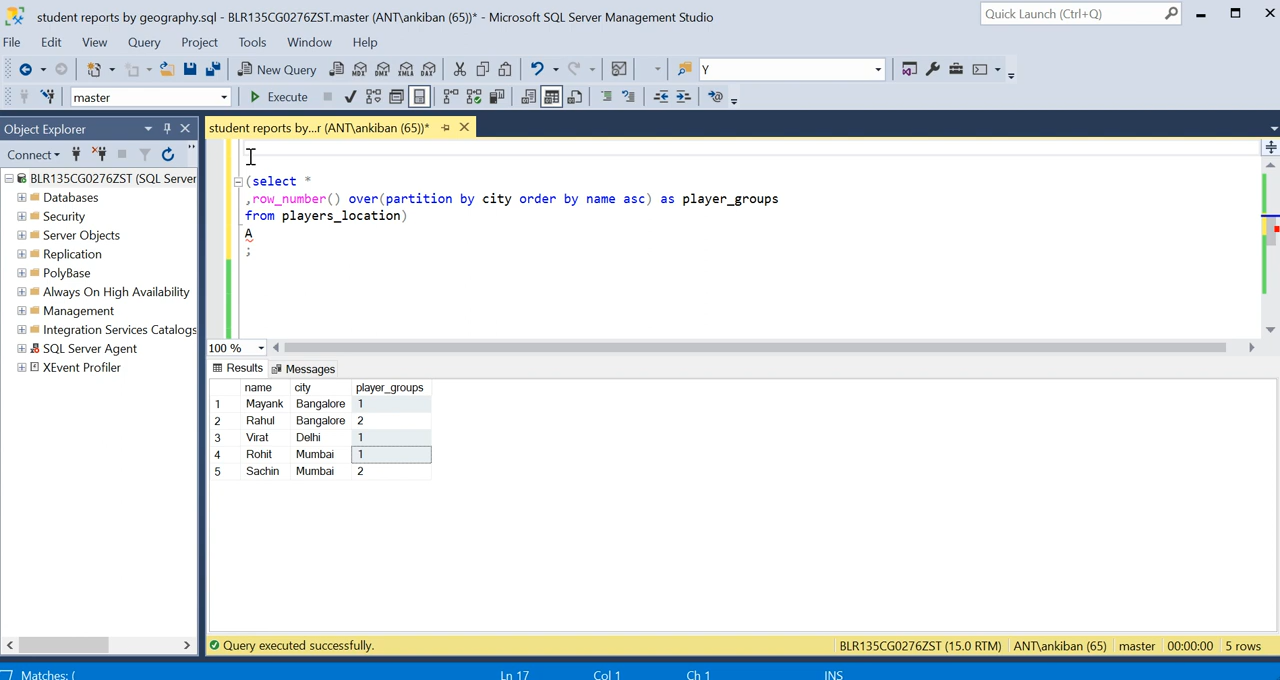 student reports by geography.sql - BLR135CG0276ZST.master (ANT\ankiban (65))* - Microsoft SQL Server Management Studio
Quick Launch (Ctrl+Q)
File Edit View Query Project Tools Window Help
New Query
MDX DMX XMLA DAX
Y
master
Execute
Object Explorer
student reports by...r (ANT\ankiban (65))*
Connect
BLR135CG0276ZST (SQL Server
Databases
Security
Server Objects
Replication
PolyBase
Always On High Availability
Management
Integration Services Catalogs
SQL Server Agent
XEvent Profiler
(select *
,row_number() over(partition by city order by name asc) as player_groups
from players_location)
A
;
100 %
Results Messages
name city player_groups
1 Mayank Bangalore 1
2 Rahul Bangalore 2
3 Virat Delhi 1
4 Rohit Mumbai 1
5 Sachin Mumbai 2
Query executed successfully.
BLR135CG0276ZST (15.0 RTM) ANT\ankiban (65) master 00:00:00 5 rows
Matches: ( Ln 17 Col 1 Ch 1 INS